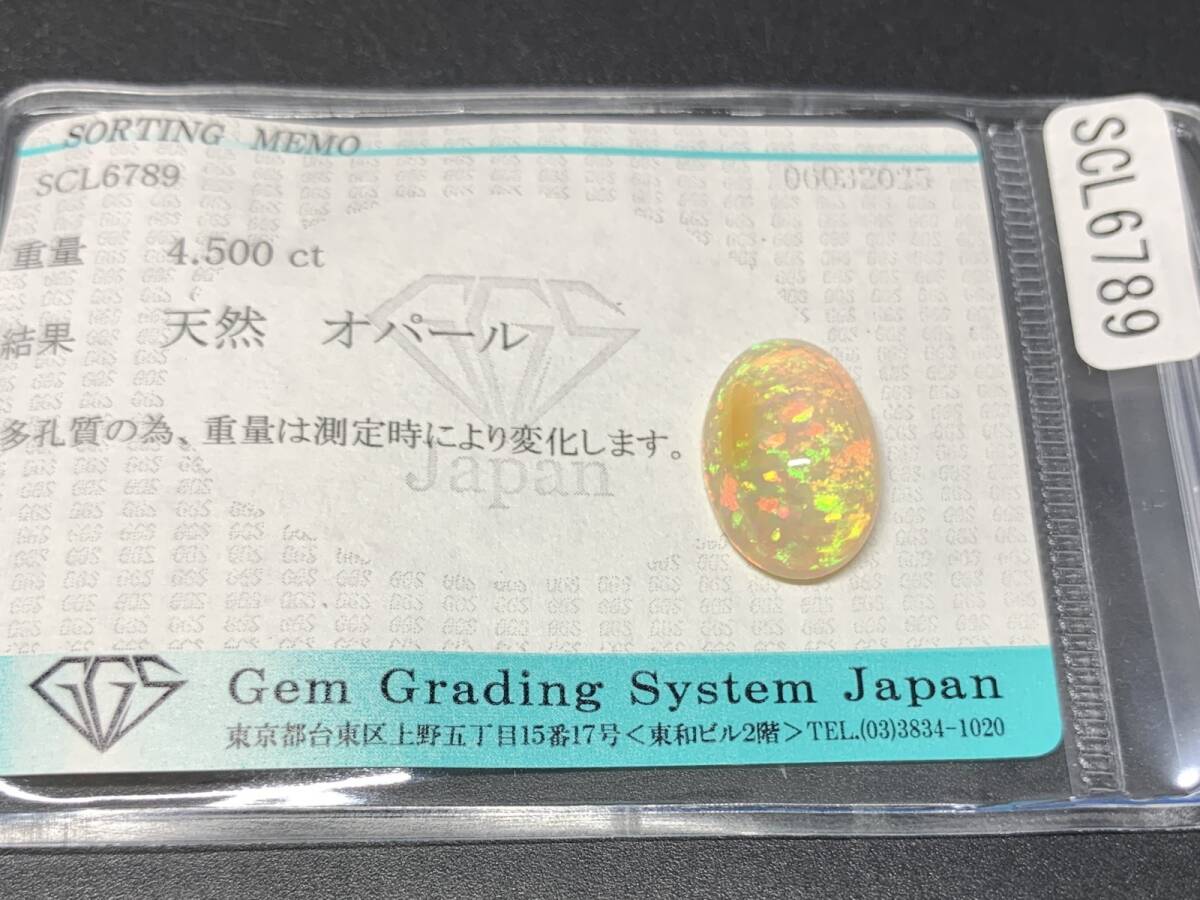 SORTING MEMO
SCL6789 06032025
重量 4.500 ct
結果 天然 オパール
多孔質の為、重量は測定時により変化します。
GGS
Japan
GGS Gem Grading System Japan
東京都台東区上野五丁目15番17号＜東和ビル2階＞TEL.(03)3834-1020
SCL6789